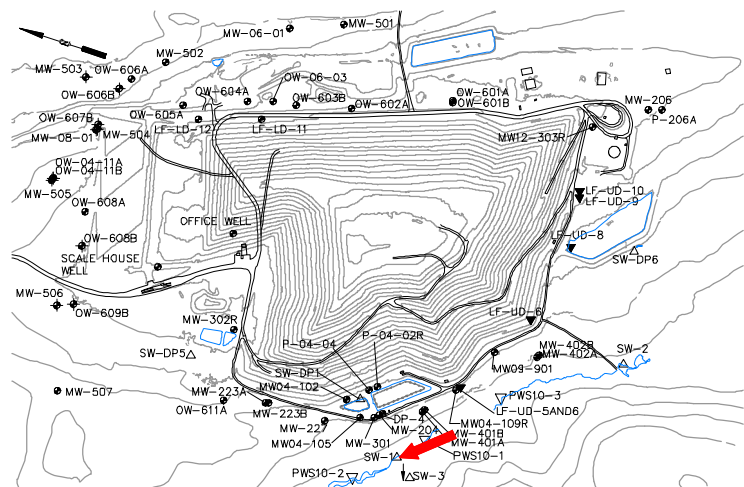 MW-501
MW-06-01
MW-502
MW-503
OW-606A
OW-606B
OW-604A
OW-06-03
OW-603B
OW-602A
OW-601A
OW-601B
MW-206
P-206A
OW-605A
LF-LD-12
LF-LD-11
OW-607B
MW-08-01
MW-504
MW12-303R
OW-04-11A
OW-04-11B
MW-505
LF-UD-10
LF-UD-9
OW-608A
OFFICE WELL
LF-UD-8
OW-608B
SW-DP6
SCALE HOUSE
WELL
MW-506
OW-609B
MW-302R
LF-UD-6
P-04-04
P-04-02R
SW-DP5
MW-402B
MW-402A
SW-2
SW-DP1
MW09-901
MW-507
MW-223A
MW04-102
PWS10-3
OW-611A
MW-223B
LF-UD-5AND6
DP-4
MW-227
MW-204
MW04-109R
MW04-105
MW-301
MW-401B
MW-401A
SW-1
PWS10-1
PWS10-2
SW-3